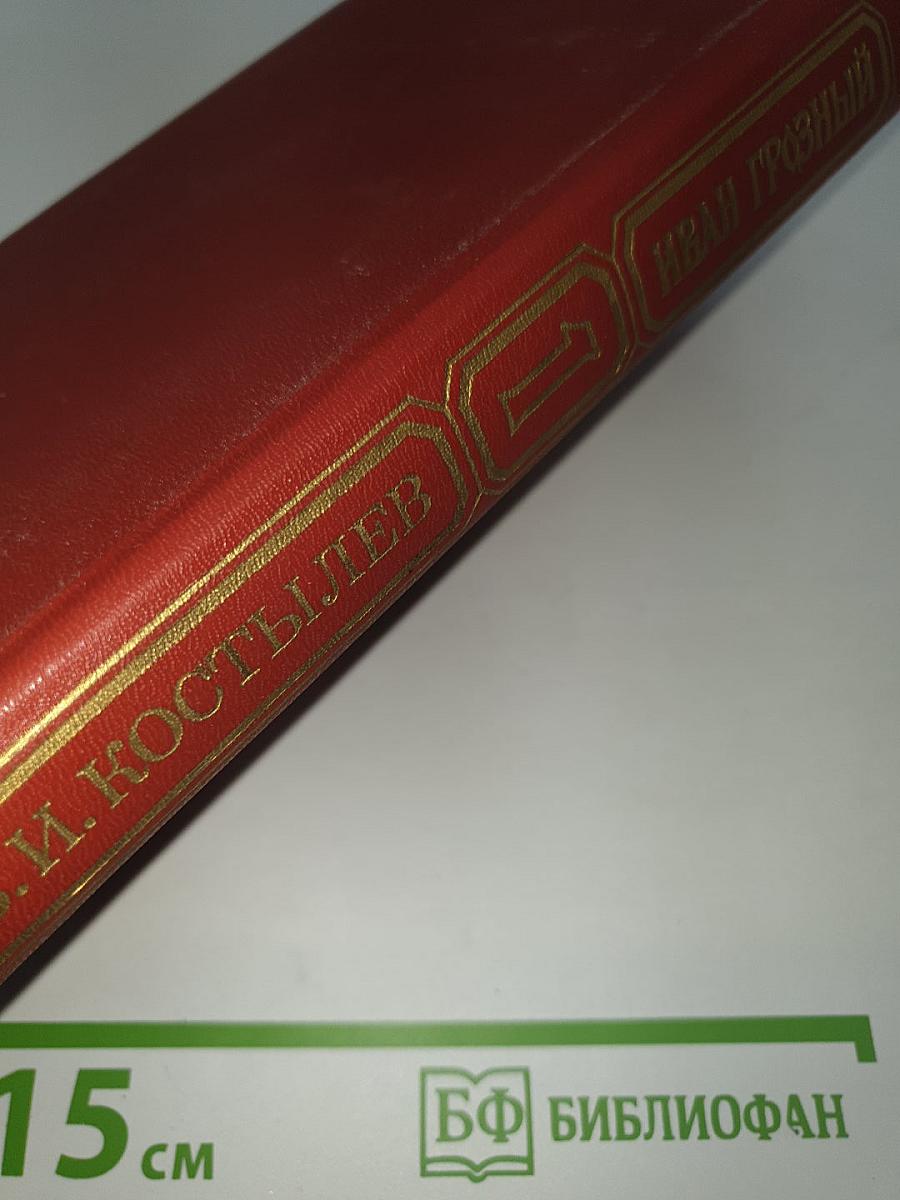 В. И. КОСТЫЛЕВ
1
ИВАН ГРОЗНЫЙ
15 см
БФ БИБЛИОФАН